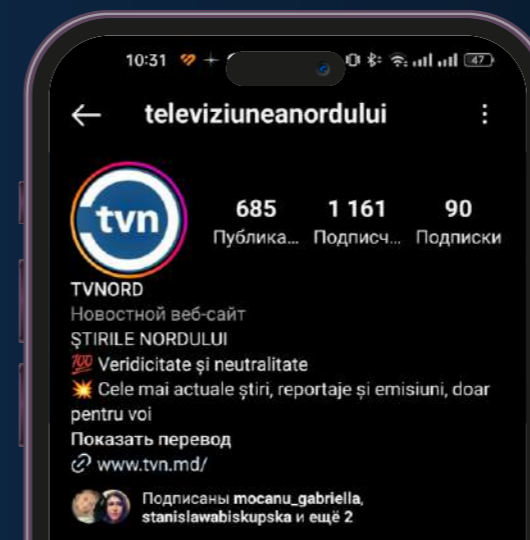 10:31
47
televiziuneanordului
tvn
685 1 161 90
Публика... Подписч... Подписки
TVNORD
Новостной веб-сайт
ȘTIRILE NORDULUI
💯 Veridicitate și neutralitate
💥 Cele mai actuale știri, reportaje și emisiuni, doar
pentru voi
Показать перевод
www.tvn.md/
Подписаны mocanu_gabriella,
stanislawabiskupska и ещё 2